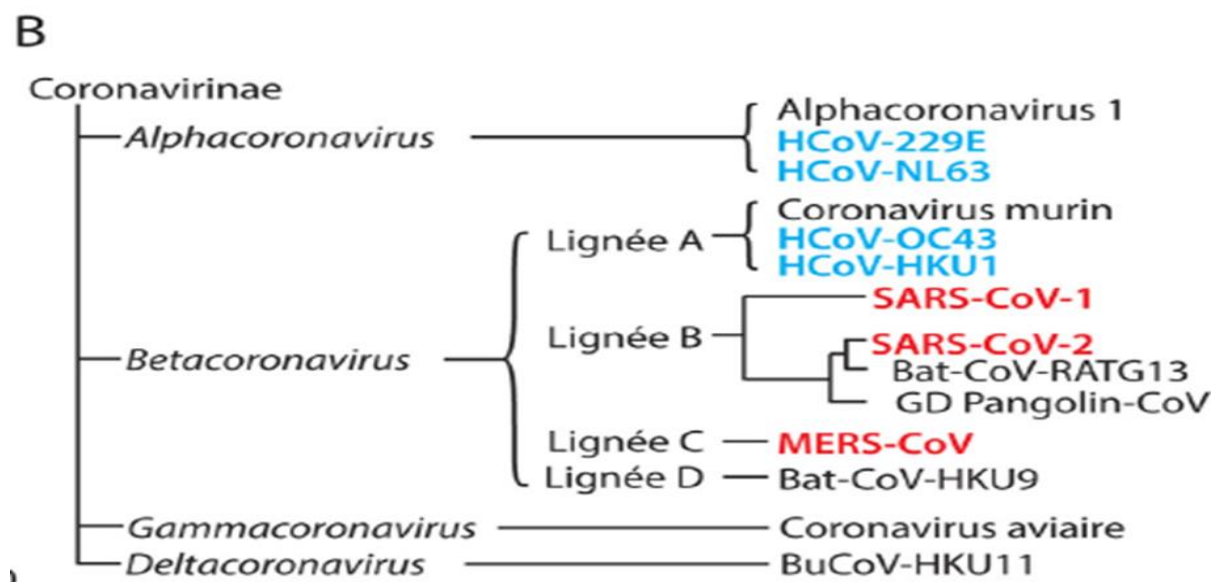 B
Coronavirinae
Alphacoronavirus
Alphacoronavirus 1
HCoV-229E
HCoV-NL63
Lignée A
Coronavirus murin
HCoV-OC43
HCoV-HKU1
Betacoronavirus
Lignée B
SARS-CoV-1
SARS-CoV-2
Bat-CoV-RATG13
GD Pangolin-CoV
Lignée C
MERS-CoV
Lignée D
Bat-CoV-HKU9
Gammacoronavirus
Coronavirus aviaire
Deltacoronavirus
BuCoV-HKU11